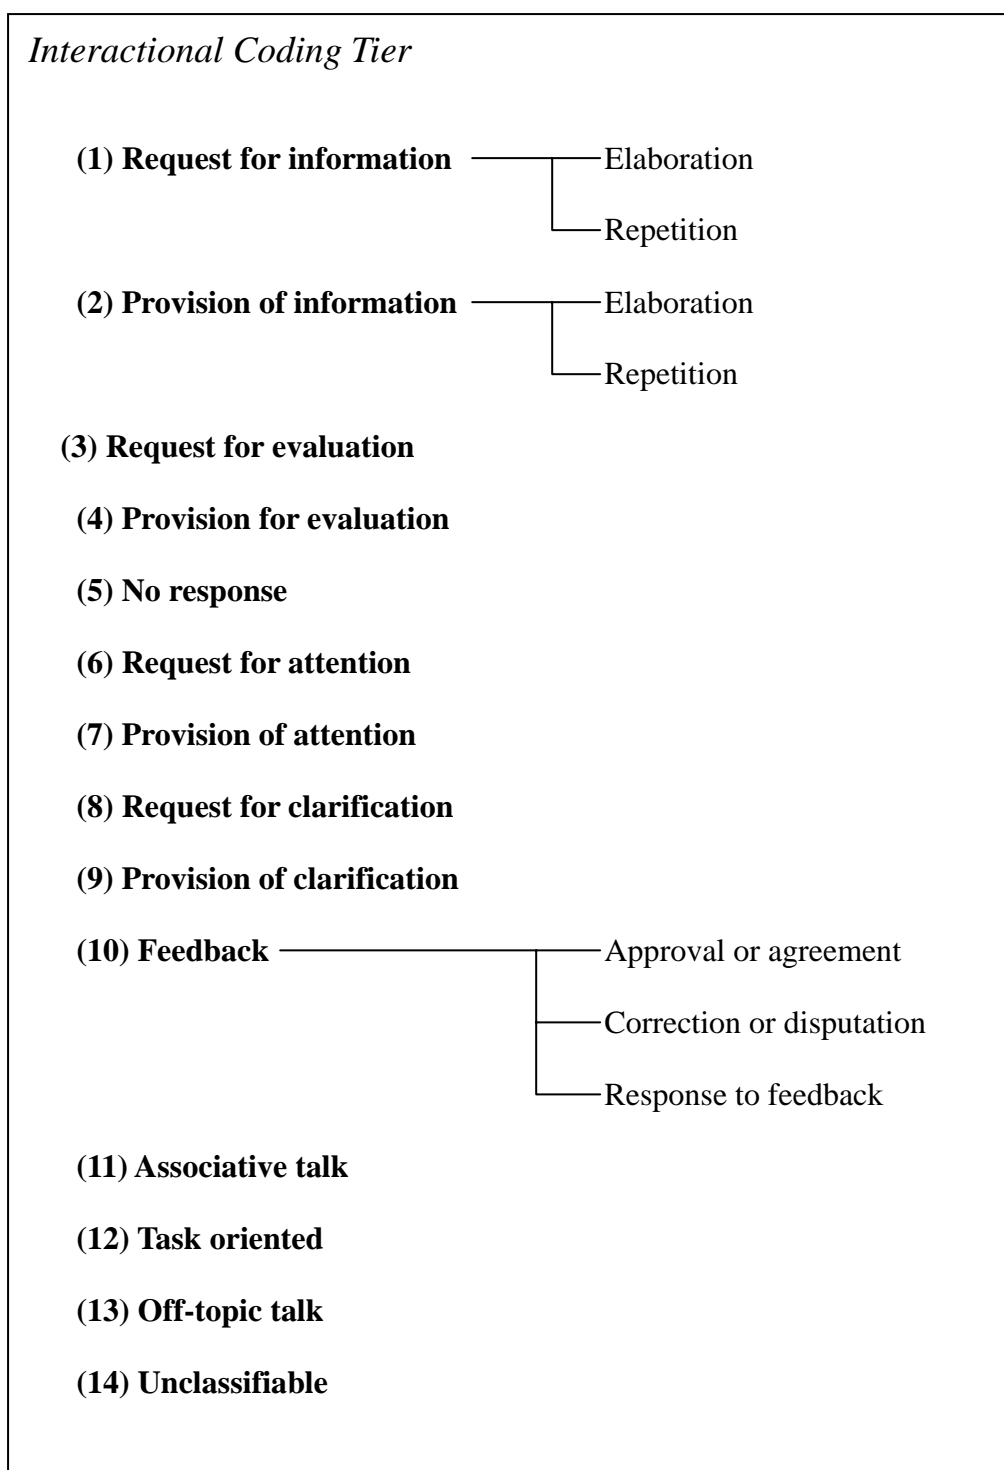 Interactional Coding Tier
(1) Request for information Elaboration
Repetition
(2) Provision of information Elaboration
Repetition
(3) Request for evaluation
(4) Provision for evaluation
(5) No response
(6) Request for attention
(7) Provision of attention
(8) Request for clarification
(9) Provision of clarification
(10) Feedback Approval or agreement
Correction or disputation
Response to feedback
(11) Associative talk
(12) Task oriented
(13) Off-topic talk
(14) Unclassifiable